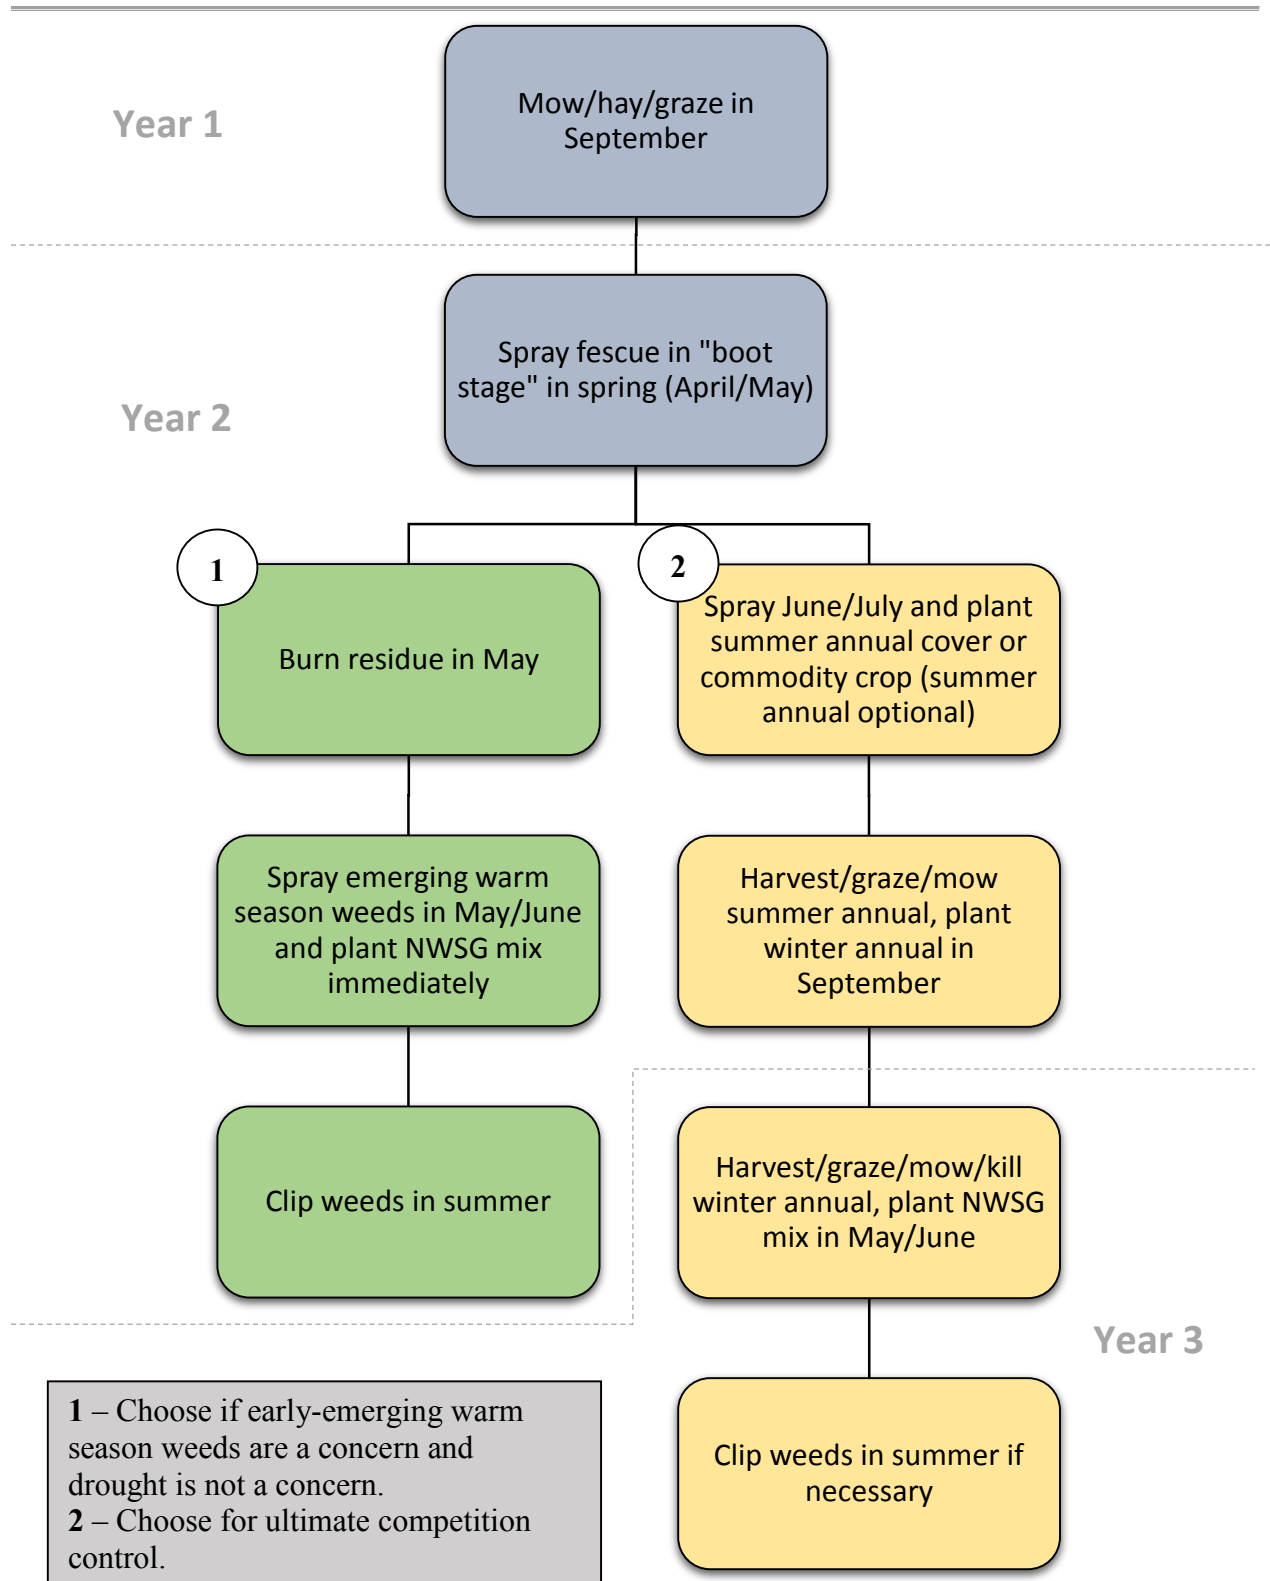 Year 1
Mow/hay/graze in
September
Year 2
Spray fescue in "boot
stage" in spring (April/May)
1
Burn residue in May
Spray emerging warm
season weeds in May/June
and plant NWSG mix
immediately
Clip weeds in summer
2
Spray June/July and plant
summer annual cover or
commodity crop (summer
annual optional)
Harvest/graze/mow
summer annual, plant
winter annual in
September
Harvest/graze/mow/kill
winter annual, plant NWSG
mix in May/June
Year 3
Clip weeds in summer if
necessary
1 – Choose if early-emerging warm
season weeds are a concern and
drought is not a concern.
2 – Choose for ultimate competition
control.